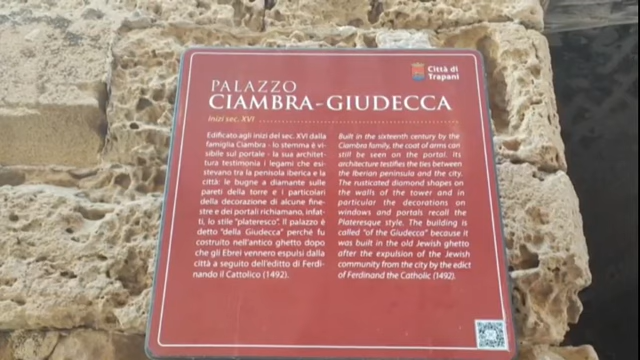 Città di
Trapani
PALAZZO
CIAMBRA-GIUDECCA
Inizi sec. XVI
Edificato agli inizi del sec. XVI dalla
famiglia Ciambra - lo stemma è vi-
sibile sul portale - la sua architet-
tura testimonia i legami che esi-
stevano tra la penisola iberica e la
città: le bugne a diamante sulle
pareti della torre e i particolari
della decorazione di alcune fine-
stre e dei portali richiamano, infat-
ti, lo stile "plateresco". Il palazzo è
detto "della Giudecca" perché fu
costruito nell'antico ghetto dopo
che gli Ebrei vennero espulsi dalla
città a seguito dell'editto di Ferdi-
nando il Cattolico (1492).
Built in the sixteenth century by the
Ciambra family, the coat of arms can
still be seen on the portal. Its
architecture testifies the ties between
the Iberian peninsula and the city.
The rusticated diamond shapes on
the walls of the tower and in
particular the decorations on
windows and portals recall the
Plateresque style. The building is
called "of the Giudecca" because it
was built in the old Jewish ghetto
after the expulsion of the Jewish
community from the city by the edict
of Ferdinand the Catholic (1492).